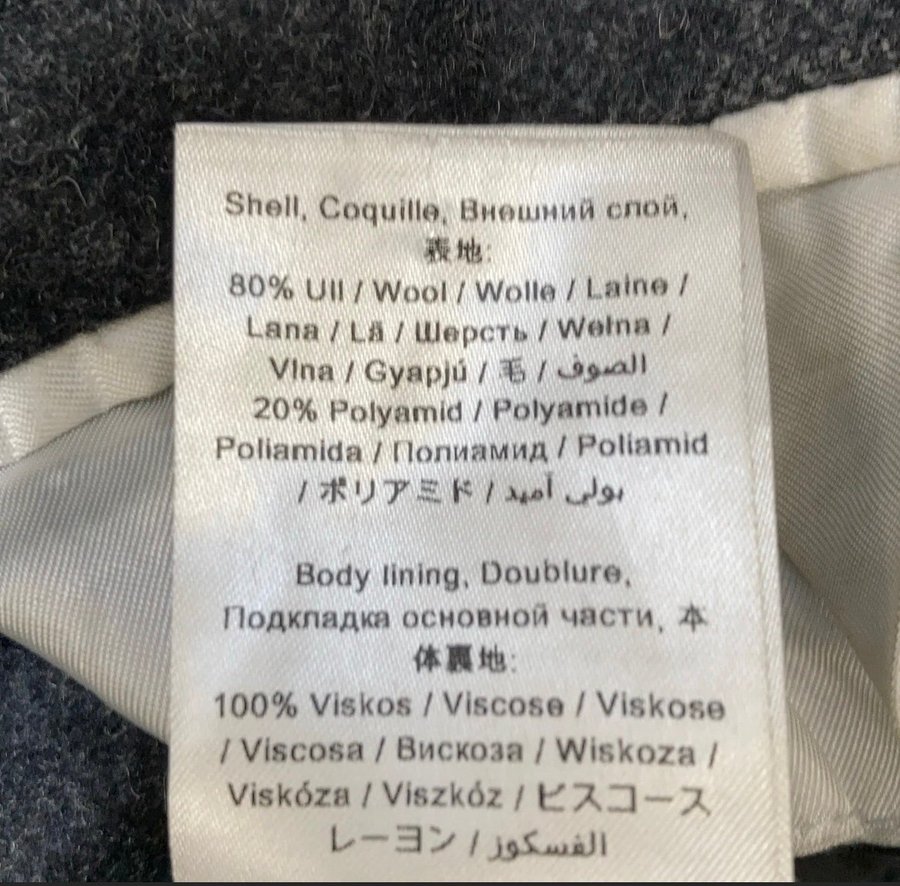 Shell, Coquille, Внешний слой,
表地:
80% Ull / Wool / Wolle / Laine /
Lana / Lã / Шерсть / Wełna /
Vlna / Gyapjú / 毛 / الصوف
20% Polyamid / Polyamide /
Poliamida / Полиамид / Poliamid
/ ポリアミド / بولي آميد
Body lining, Doublure,
Подкладка основной части, 本
体裏地:
100% Viskos / Viscose / Viskose
/ Viscosa / Вискоза / Wiskoza /
Viskóza / Viszkóz / ビスコース
レーヨン / الفسكوز